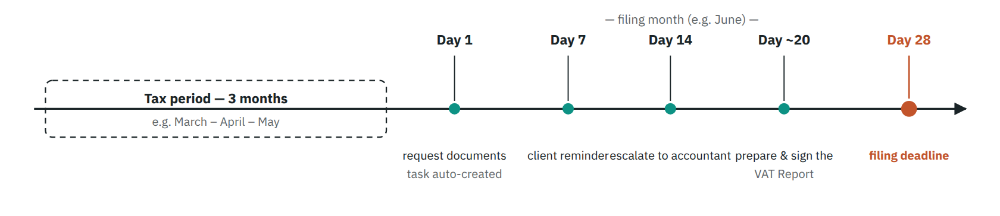 — filing month (e.g. June) —
Day 1
Day 7
Day 14
Day ~20
Day 28
Tax period — 3 months
e.g. March – April – May
request documents
task auto-created
client reminder
escalate to accountant
prepare & sign the
VAT Report
filing deadline